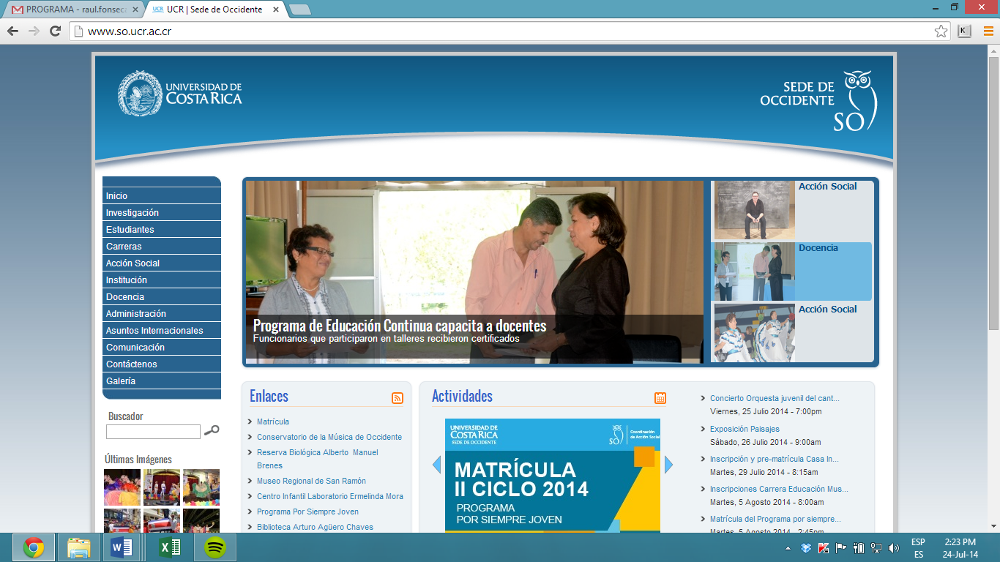 PROGRAMA - raul.fonseca
UCR | Sede de Occidente
www.so.ucr.ac.cr
UNIVERSIDAD DE
COSTA RICA
SEDE DE
OCCIDENTE
SO
Inicio
Investigación
Estudiantes
Carreras
Acción Social
Institución
Docencia
Administración
Asuntos Internacionales
Comunicación
Contáctenos
Galería
Buscador
Últimas Imágenes
Programa de Educación Continua capacita a docentes
Funcionarios que participaron en talleres recibieron certificados
Acción Social
Docencia
Acción Social
Enlaces
Matrícula
Conservatorio de la Música de Occidente
Reserva Biológica Alberto Manuel
Brenes
Museo Regional de San Ramón
Centro Infantil Laboratorio Ermelinda Mora
Programa Por Siempre Joven
Biblioteca Arturo Agüero Chaves
Actividades
UNIVERSIDAD DE
COSTA RICA
SEDE DE OCCIDENTE
SO
Coordinación
de Acción Social
MATRÍCULA
II CICLO 2014
PROGRAMA
POR SIEMPRE JOVEN
Concierto Orquesta juvenil del cant...
Viernes, 25 Julio 2014 - 7:00pm
Exposición Paisajes
Sábado, 26 Julio 2014 - 9:00am
Inscripción y pre-matrícula Casa In...
Martes, 29 Julio 2014 - 8:15am
Inscripciones Carrera Educación Mus...
Martes, 5 Agosto 2014 - 8:00am
Matrícula del Programa por siempre...
Martes, 5 Agosto 2014 - 2:45pm
ESP
ES
2:23 PM
24-Jul-14